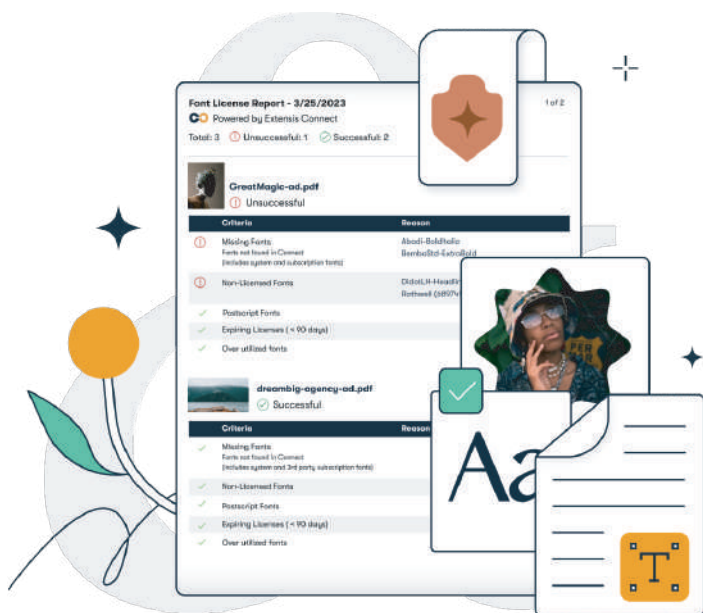 Font License Report - 3/25/2023
1 of 2
Powered by Extensis Connect
Total: 3 Unsuccessful: 1 Successful: 2
GreatMagic-ad.pdf
Unsuccessful
Criteria Reason
Missing Fonts Abadi-BoldItalic
Fonts not found in Connect BemboStd-ExtraBold
(includes system and subscription fonts)
Non-Licensed Fonts DidotLH-Headlin
Rothwell
Postscript Fonts
Expiring Licenses ( < 90 days)
Over utilized fonts
dreambig-agency-ad.pdf
Successful
Criteria Reason
Missing Fonts
Fonts not found in Connect
(includes system and 3rd party subscription fonts)
Non-Licensed Fonts
Postscript Fonts
Expiring Licenses ( < 90 days)
Over utilized fonts
Aa
T